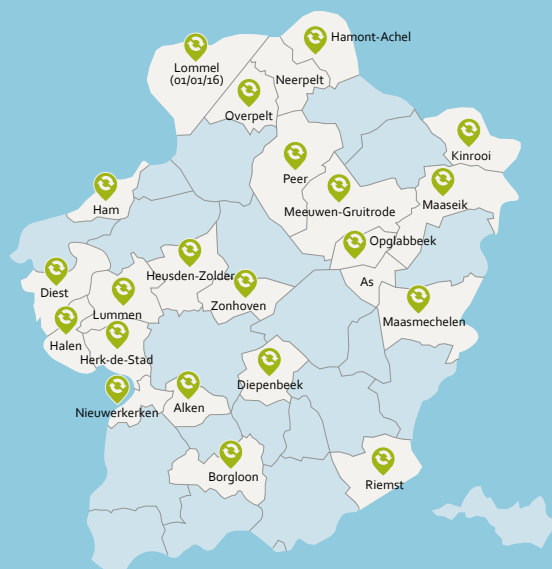 Hamont-Achel
Lommel
(01/01/16)
Neerpelt
Overpelt
Kinrooi
Peer
Maaseik
Ham
Meeuwen-Gruitrode
Opglabbeek
Heusden-Zolder
As
Diest
Zonhoven
Lummen
Maasmechelen
Halen
Herk-de-Stad
Diepenbeek
Alken
Nieuwerkerken
Borgloon
Riemst